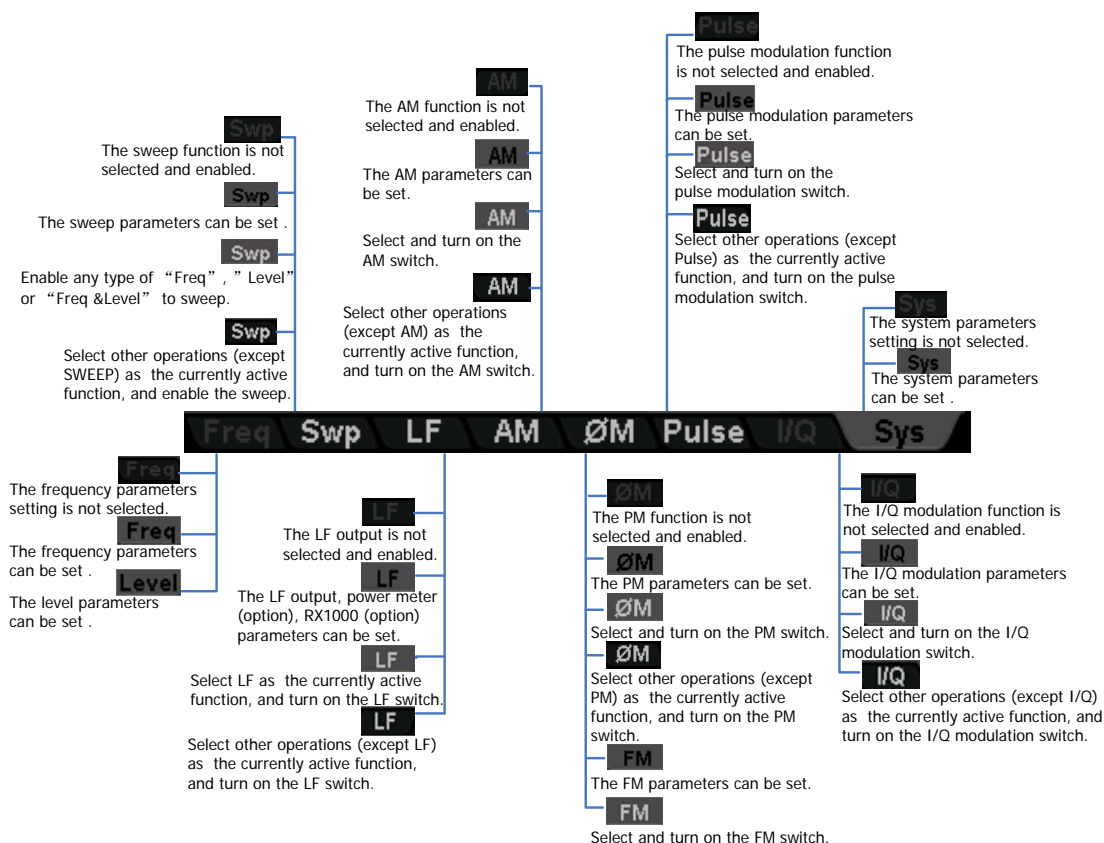 Pulse
The pulse modulation function
is not selected and enabled.
Pulse
The pulse modulation parameters
can be set.
Pulse
Select and turn on the
pulse modulation switch.
Pulse
Select other operations (except
Pulse) as the currently active
function, and turn on the pulse
modulation switch.
AM
The AM function is not
selected and enabled.
AM
The AM parameters can
be set.
AM
Select and turn on the
AM switch.
AM
Select other operations
(except AM) as the
currently active function,
and turn on the AM switch.
Swp
The sweep function is not
selected and enabled.
Swp
The sweep parameters can be set .
Swp
Enable any type of “Freq” , ” Level”
or “Freq &Level” to sweep.
Swp
Select other operations (except
SWEEP) as the currently active
function, and enable the sweep.
Sys
The system parameters
setting is not selected.
Sys
The system parameters
can be set .
Freq Swp LF AM ØM Pulse I/Q Sys
Freq
The frequency parameters
setting is not selected.
Freq
The frequency parameters
can be set .
Level
The level parameters
can be set .
LF
The LF output is not
selected and enabled.
LF
The LF output, power meter
(option), RX1000 (option)
parameters can be set.
LF
Select LF as the currently active
function, and turn on the LF switch.
LF
Select other operations (except LF)
as the currently active function,
and turn on the LF switch.
ØM
The PM function is not
selected and enabled.
ØM
The PM parameters can be set.
ØM
Select and turn on the PM switch.
ØM
Select other operations (except
PM) as the currently active
function, and turn on the PM
switch.
FM
The FM parameters can be set.
FM
Select and turn on the FM switch.
I/Q
The I/Q modulation function is
not selected and enabled.
I/Q
The I/Q modulation parameters
can be set.
I/Q
Select and turn on the I/Q
modulation switch.
I/Q
Select other operations (except I/Q)
as the currently active function, and
turn on the I/Q modulation switch.